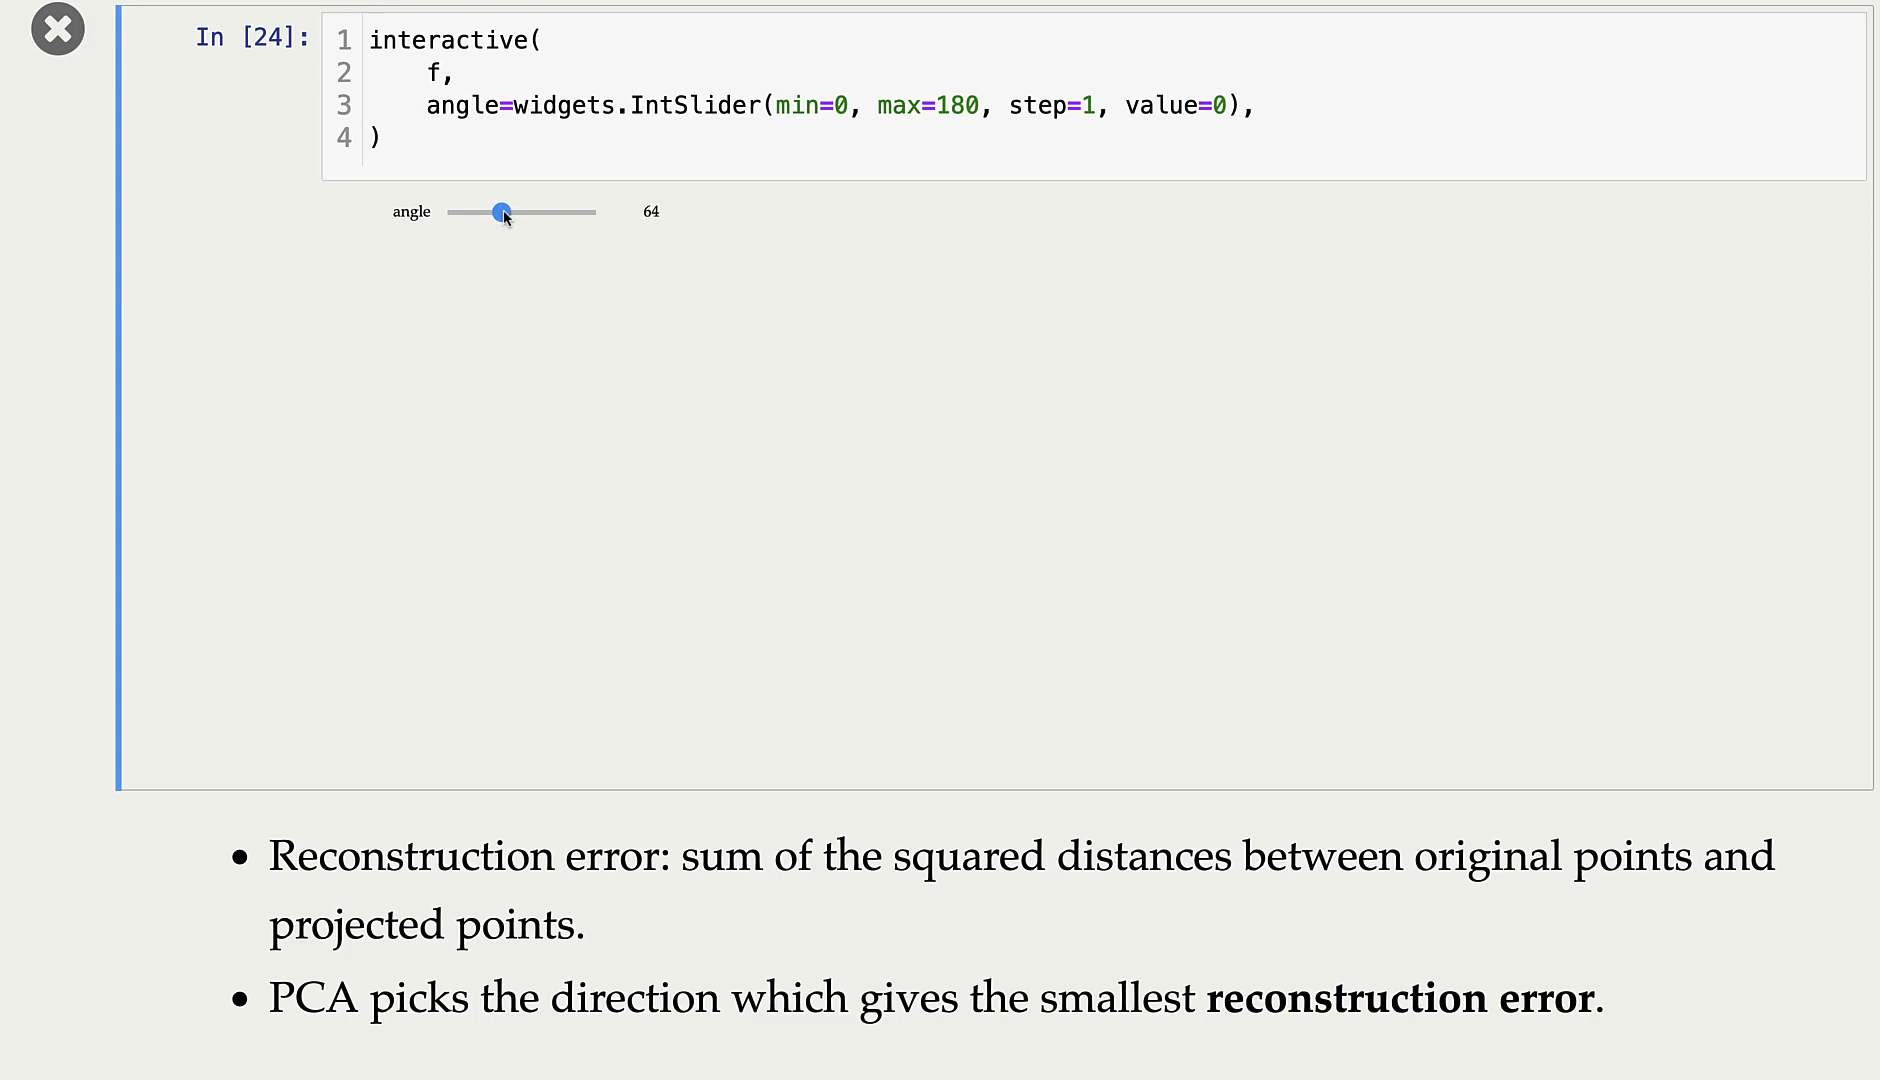 In [24]:
1 interactive(
2     f,
3     angle=widgets.IntSlider(min=0, max=180, step=1, value=0),
4 )
angle 64
• Reconstruction error: sum of the squared distances between original points and
projected points.
• PCA picks the direction which gives the smallest reconstruction error.